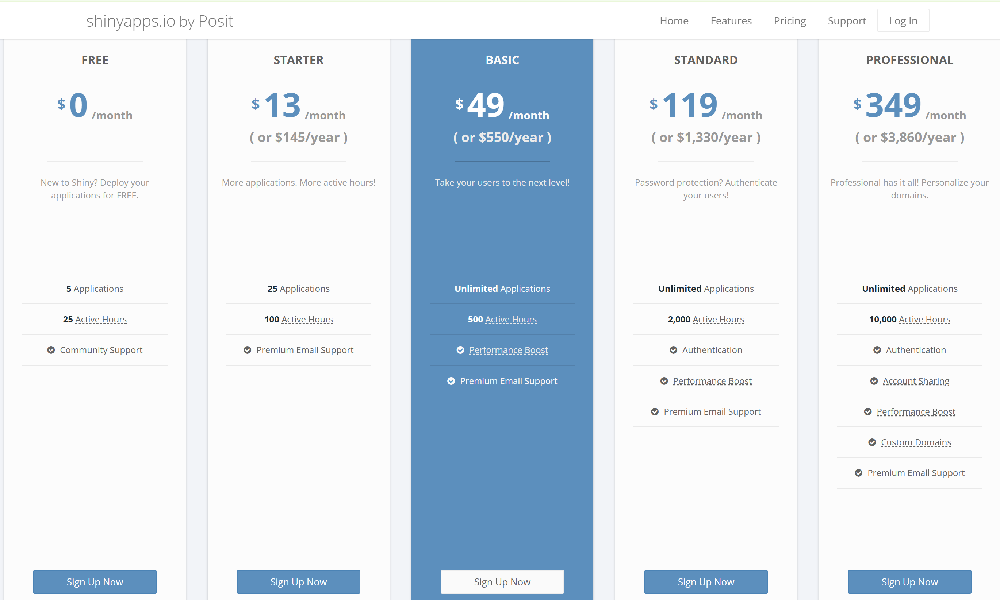 shinyapps.io by Posit
Home Features Pricing Support Log In
FREE
$ 0 /month
New to Shiny? Deploy your
applications for FREE.
5 Applications
25 Active Hours
Community Support
Sign Up Now
STARTER
$ 13 /month
( or $145/year )
More applications. More active hours!
25 Applications
100 Active Hours
Premium Email Support
Sign Up Now
BASIC
$ 49 /month
( or $550/year )
Take your users to the next level!
Unlimited Applications
500 Active Hours
Performance Boost
Premium Email Support
Sign Up Now
STANDARD
$ 119 /month
( or $1,330/year )
Password protection? Authenticate
your users!
Unlimited Applications
2,000 Active Hours
Authentication
Performance Boost
Premium Email Support
Sign Up Now
PROFESSIONAL
$ 349 /month
( or $3,860/year )
Professional has it all! Personalize your
domains.
Unlimited Applications
10,000 Active Hours
Authentication
Account Sharing
Performance Boost
Custom Domains
Premium Email Support
Sign Up Now